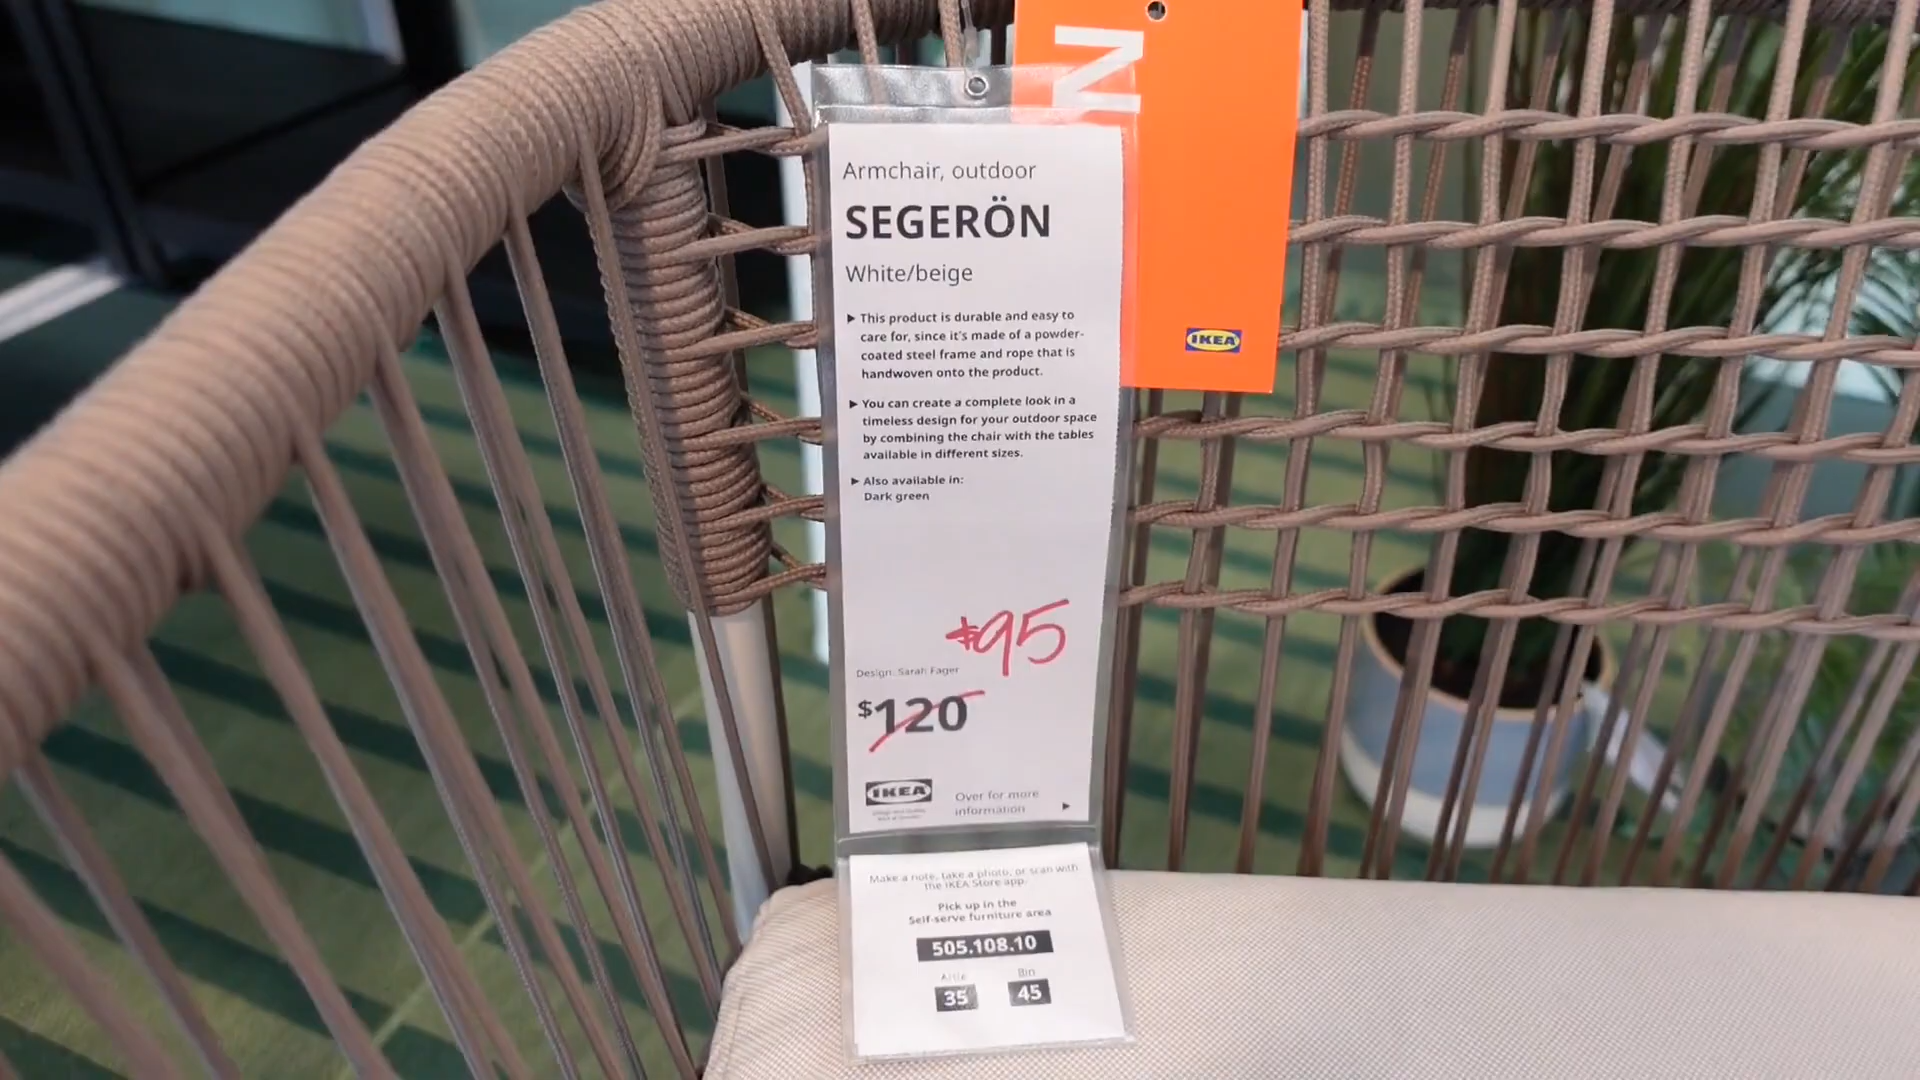 N
Armchair, outdoor
SEGERÖN
White/beige
▶ This product is durable and easy to
care for, since it's made of a powder-
coated steel frame and rope that is
handwoven onto the product.
▶ You can create a complete look in a
timeless design for your outdoor space
by combining the chair with the tables
available in different sizes.
▶ Also available in:
Dark green
IKEA
$95
Design: Sarah Fager
$120
IKEA
Over for more
information ▶
Make a note, take a photo, or scan with
the IKEA Store app.
Pick up in the
Self-serve furniture area
505.108.10
Aisle Bin
35 45